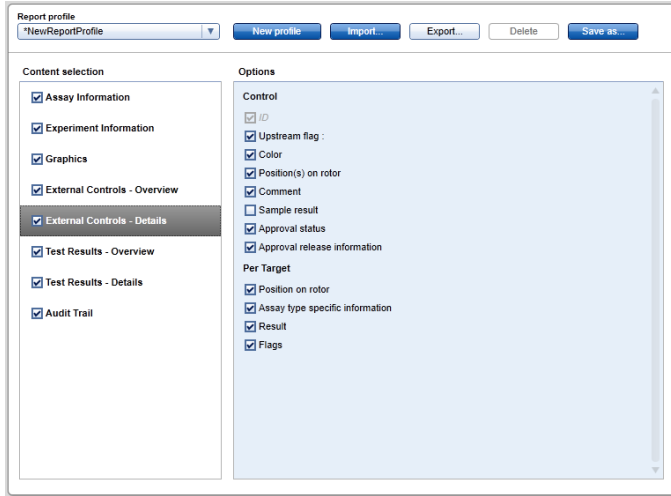 Report profile
*NewReportProfile
New profile
Import...
Export...
Delete
Save as...
Content selection
Options
Assay Information
Experiment Information
Graphics
External Controls - Overview
External Controls - Details
Test Results - Overview
Test Results - Details
Audit Trail
Control
ID
Upstream flag :
Color
Position(s) on rotor
Comment
Sample result
Approval status
Approval release information
Per Target
Position on rotor
Assay type specific information
Result
Flags